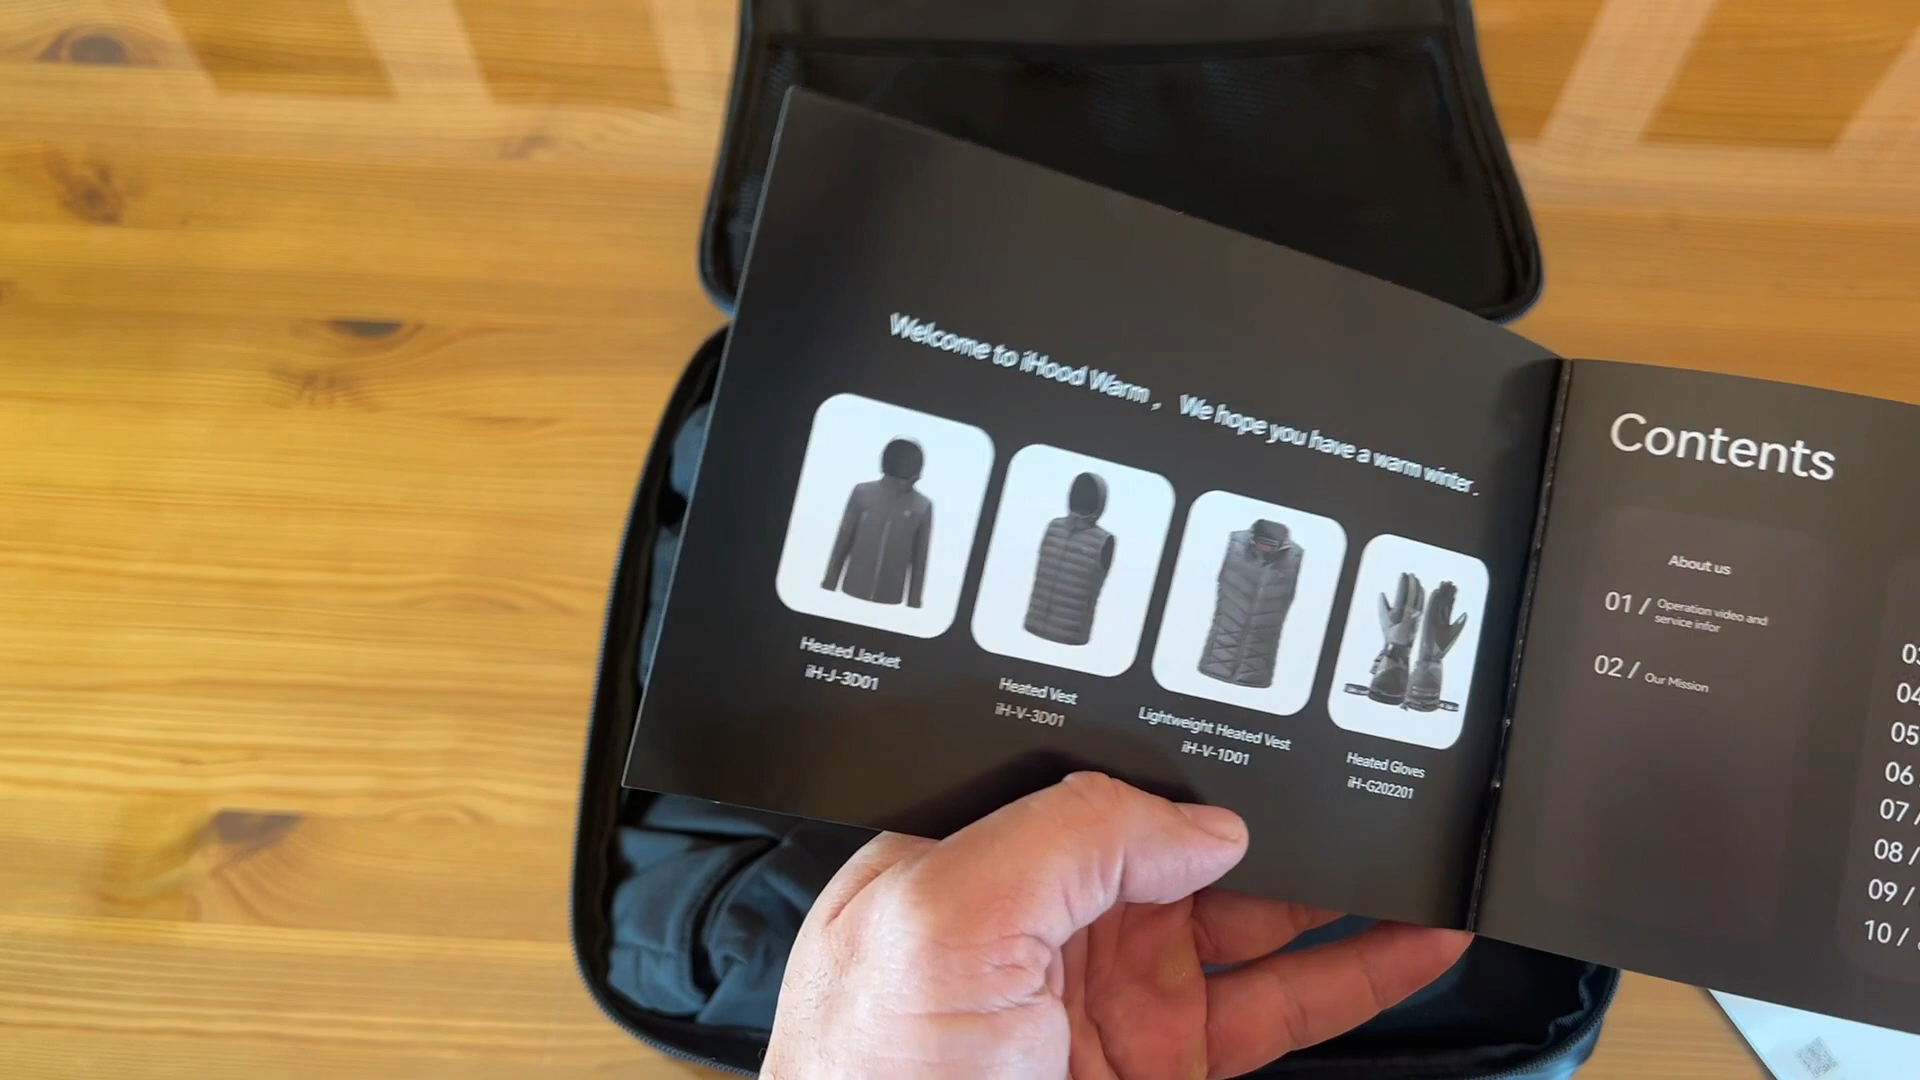 Welcome to iHood Warm , We hope you have a warm winter .
Heated Jacket
iH-J-3D01
Heated Vest
iH-V-3D01
Lightweight Heated Vest
iH-V-1D01
Heated Gloves
iH-G202201
Contents
About us
01 / Operation video and
service infor
02 / Our Mission
03
04
05
06
07 /
08 /
09 /
10 /